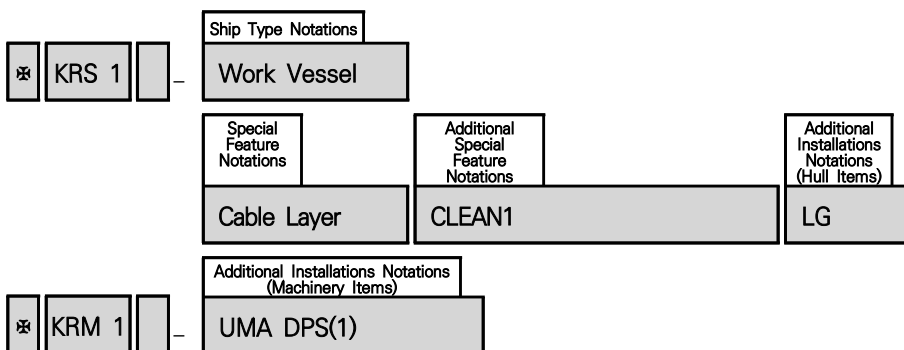 Ship Type Notations
✠ KRS 1 - Work Vessel
Special
Feature
Notations
Additional
Special
Feature
Notations
Additional
Installations
Notations
(Hull Items)
Cable Layer
CLEAN1
LG
Additional Installations Notations
(Machinery Items)
✠ KRM 1 - UMA DPS(1)